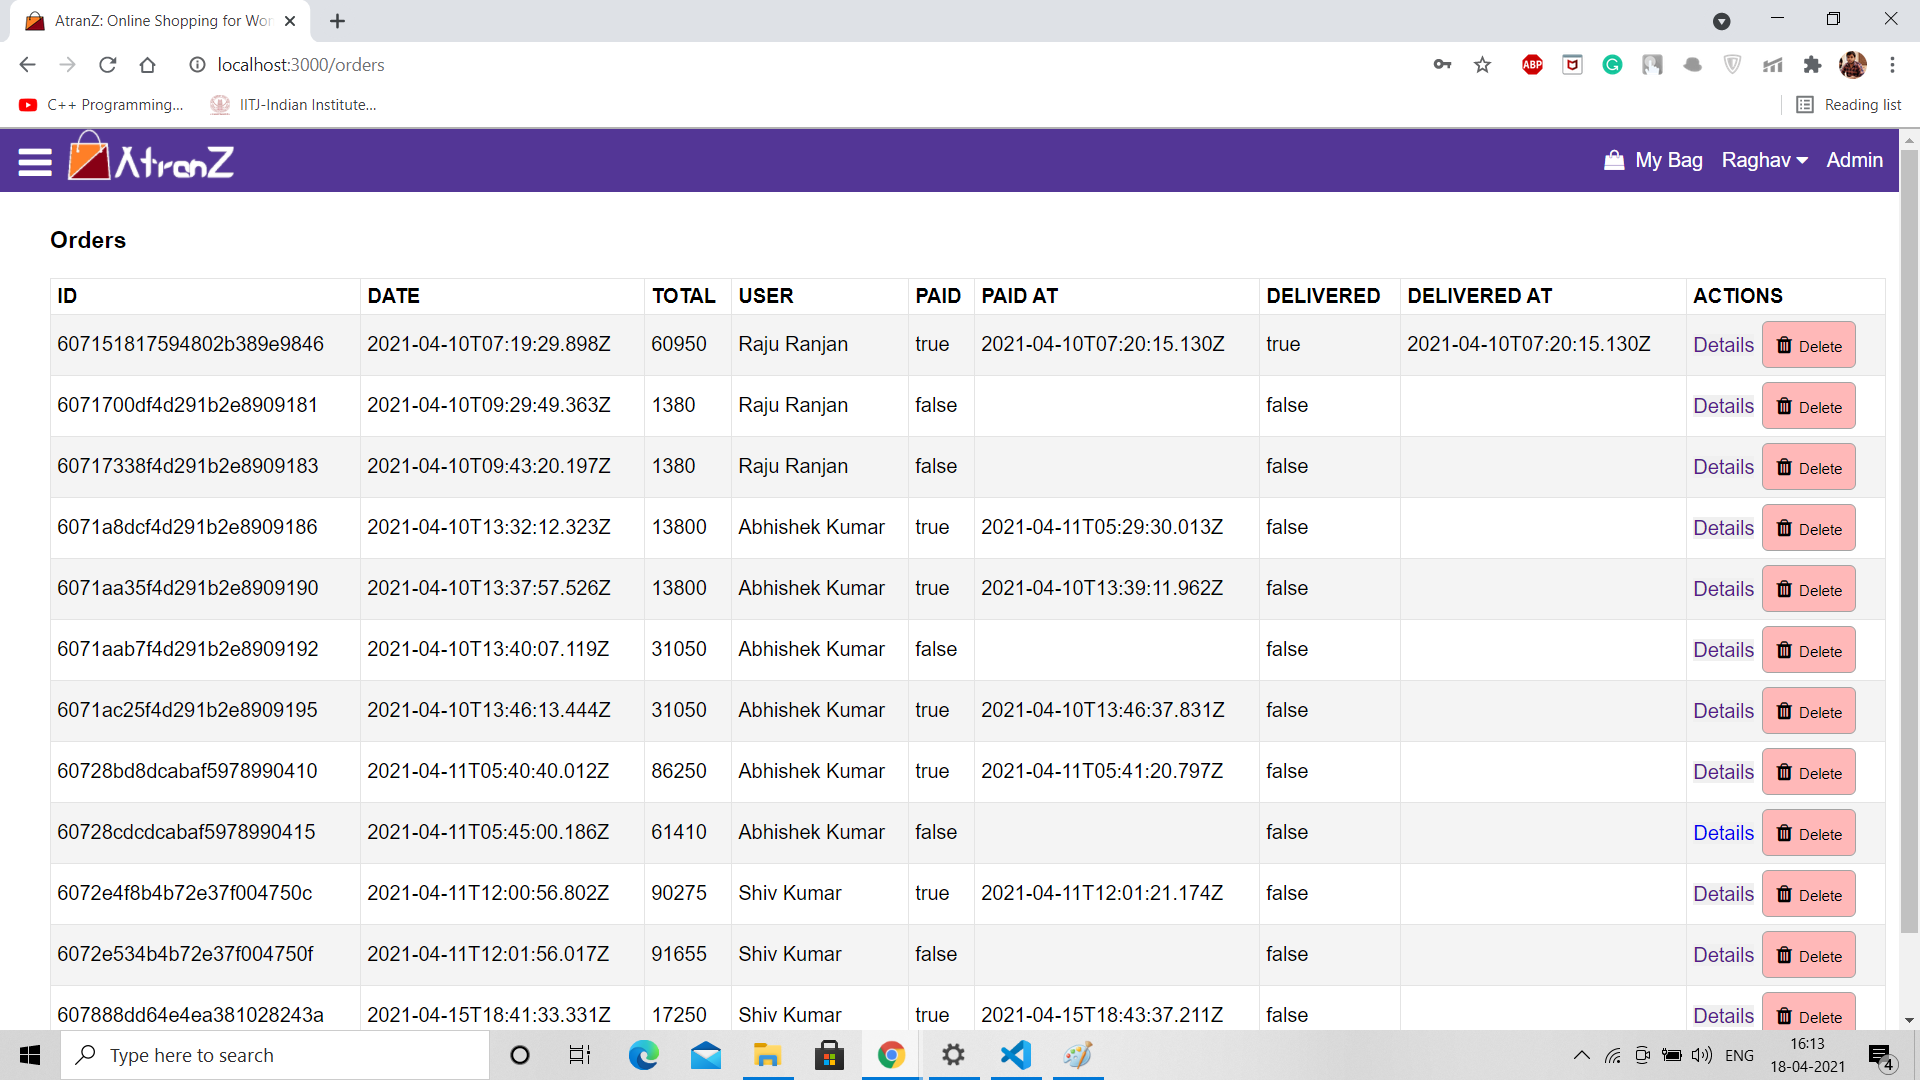 AtranZ: Online Shopping for Wor
localhost:3000/orders
ABP
C++ Programming...
IITJ-Indian Institute...
Reading list
AtranZ
My Bag
Raghav
Admin
Orders
ID DATE TOTAL USER PAID PAID AT DELIVERED DELIVERED AT ACTIONS
607151817594802b389e9846 2021-04-10T07:19:29.898Z 60950 Raju Ranjan true 2021-04-10T07:20:15.130Z true 2021-04-10T07:20:15.130Z Details Delete
6071700df4d291b2e8909181 2021-04-10T09:29:49.363Z 1380 Raju Ranjan false false Details Delete
60717338f4d291b2e8909183 2021-04-10T09:43:20.197Z 1380 Raju Ranjan false false Details Delete
6071a8dcf4d291b2e8909186 2021-04-10T13:32:12.323Z 13800 Abhishek Kumar true 2021-04-11T05:29:30.013Z false Details Delete
6071aa35f4d291b2e8909190 2021-04-10T13:37:57.526Z 13800 Abhishek Kumar true 2021-04-10T13:39:11.962Z false Details Delete
6071aab7f4d291b2e8909192 2021-04-10T13:40:07.119Z 31050 Abhishek Kumar false false Details Delete
6071ac25f4d291b2e8909195 2021-04-10T13:46:13.444Z 31050 Abhishek Kumar true 2021-04-10T13:46:37.831Z false Details Delete
60728bd8dcabaf5978990410 2021-04-11T05:40:40.012Z 86250 Abhishek Kumar true 2021-04-11T05:41:20.797Z false Details Delete
60728cdcdcabaf5978990415 2021-04-11T05:45:00.186Z 61410 Abhishek Kumar false false Details Delete
6072e4f8b4b72e37f004750c 2021-04-11T12:00:56.802Z 90275 Shiv Kumar true 2021-04-11T12:01:21.174Z false Details Delete
6072e534b4b72e37f004750f 2021-04-11T12:01:56.017Z 91655 Shiv Kumar false false Details Delete
607888dd64e4ea381028243a 2021-04-15T18:41:33.331Z 17250 Shiv Kumar true 2021-04-15T18:43:37.211Z false Details Delete
Type here to search
ENG
16:13
18-04-2021
4